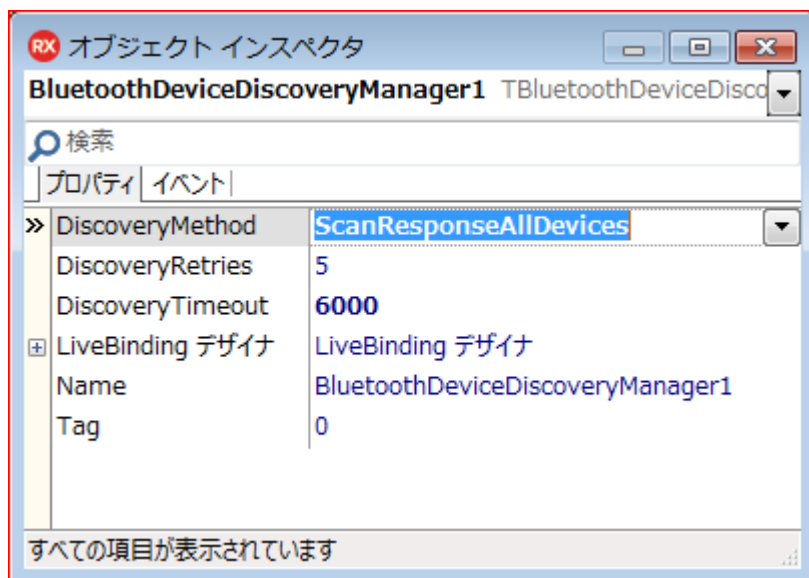 RX オブジェクト インスペクタ
BluetoothDeviceDiscoveryManager1 TBluetoothDeviceDisco
検索
プロパティ イベント
DiscoveryMethod ScanResponseAllDevices
DiscoveryRetries 5
DiscoveryTimeout 6000
LiveBinding デザイナ LiveBinding デザイナ
Name BluetoothDeviceDiscoveryManager1
Tag 0
すべての項目が表示されています